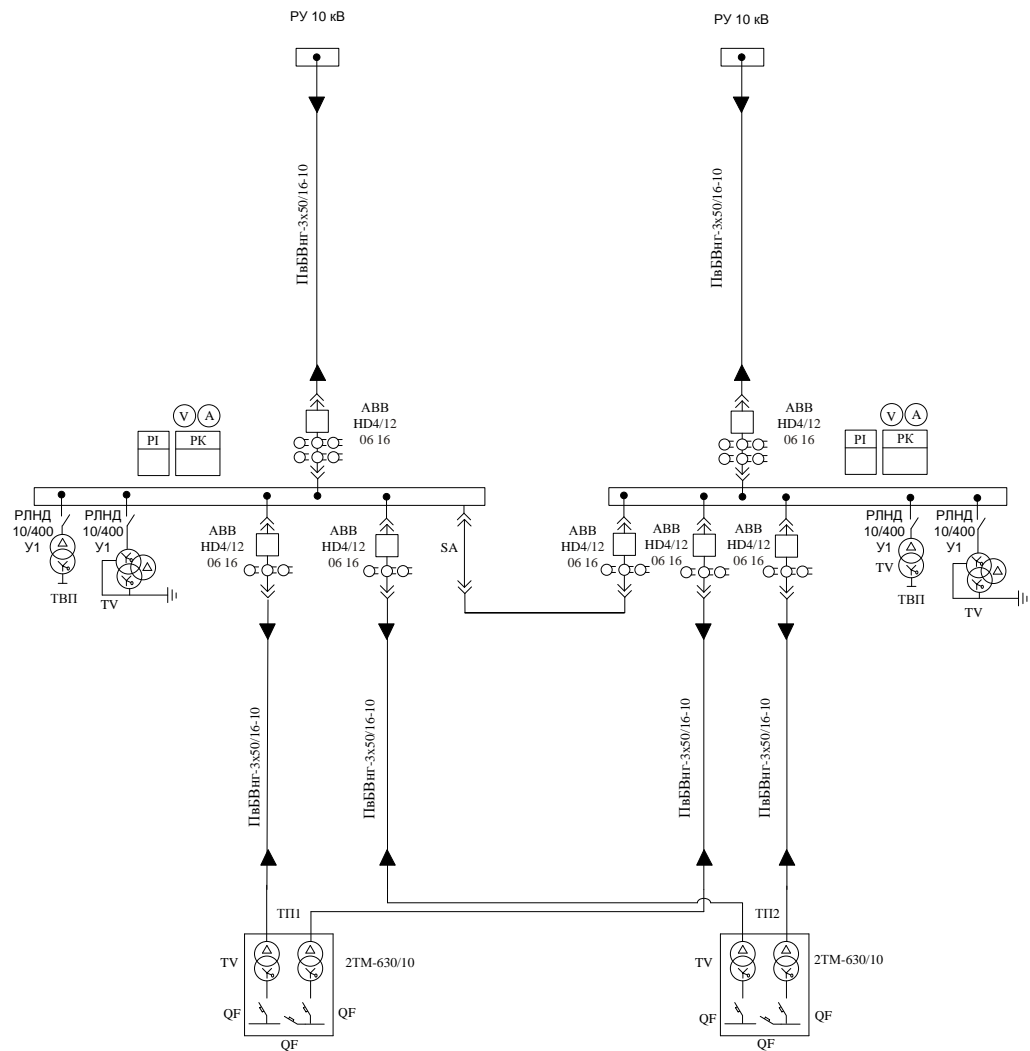 РУ 10 кВ
РУ 10 кВ
ПвБВнг-3х50/16-10
ПвБВнг-3х50/16-10
ABB
HD4/12
06 16
ABB
HD4/12
06 16
V
A
PI
PK
V
A
PI
PK
РЛНД
10/400
У1
РЛНД
10/400
У1
ABB
HD4/12
06 16
ABB
HD4/12
06 16
SA
ABB
HD4/12
06 16
ABB
HD4/12
06 16
ABB
HD4/12
06 16
РЛНД
10/400
У1
TV
РЛНД
10/400
У1
ТВП
TV
ТВП
TV
ПвБВнг-3х50/16-10
ПвБВнг-3х50/16-10
ПвБВнг-3х50/16-10
ПвБВнг-3х50/16-10
ТП1
ТП2
TV
2ТМ-630/10
TV
2ТМ-630/10
QF
QF
QF
QF
QF
QF